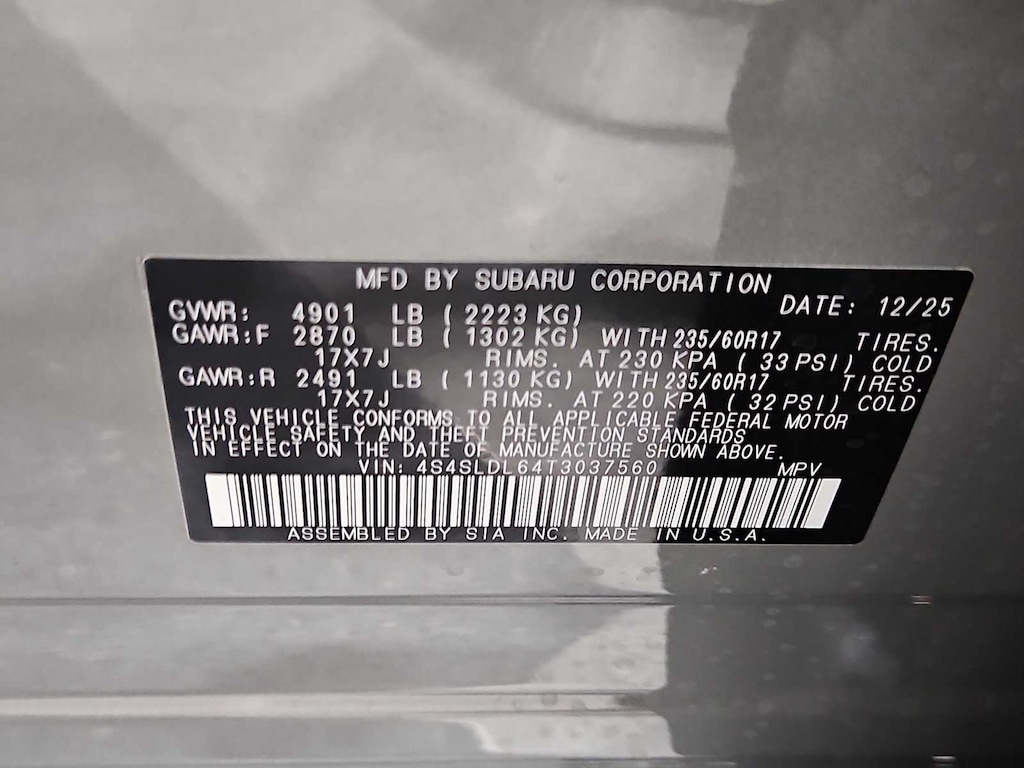 MFD BY SUBARU CORPORATION
DATE: 12/25
GVWR: 4901 LB ( 2223 KG)
GAWR:F 2870 LB ( 1302 KG) WITH 235/60R17 TIRES.
17X7J RIMS. AT 230 KPA ( 33 PSI) COLD
GAWR:R 2491 LB ( 1130 KG) WITH 235/60R17 TIRES.
17X7J RIMS. AT 220 KPA ( 32 PSI) COLD
THIS VEHICLE CONFORMS TO ALL APPLICABLE FEDERAL MOTOR
VEHICLE SAFETY AND THEFT PREVENTION STANDARDS
IN EFFECT ON THE DATE OF MANUFACTURE SHOWN ABOVE.
VIN: 4S4SLDL64T3037560 MPV
ASSEMBLED BY SIA INC. MADE IN U.S.A.